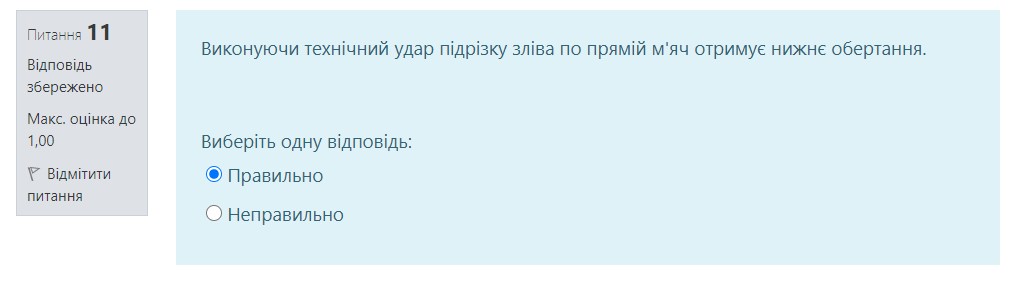 Питання 11
Відповідь
збережено
Макс. оцінка до
1,00
Відмітити
питання
Виконуючи технічний удар підрізку зліва по прямій м'яч отримує нижнє обертання.
Виберіть одну відповідь:
Правильно
Неправильно